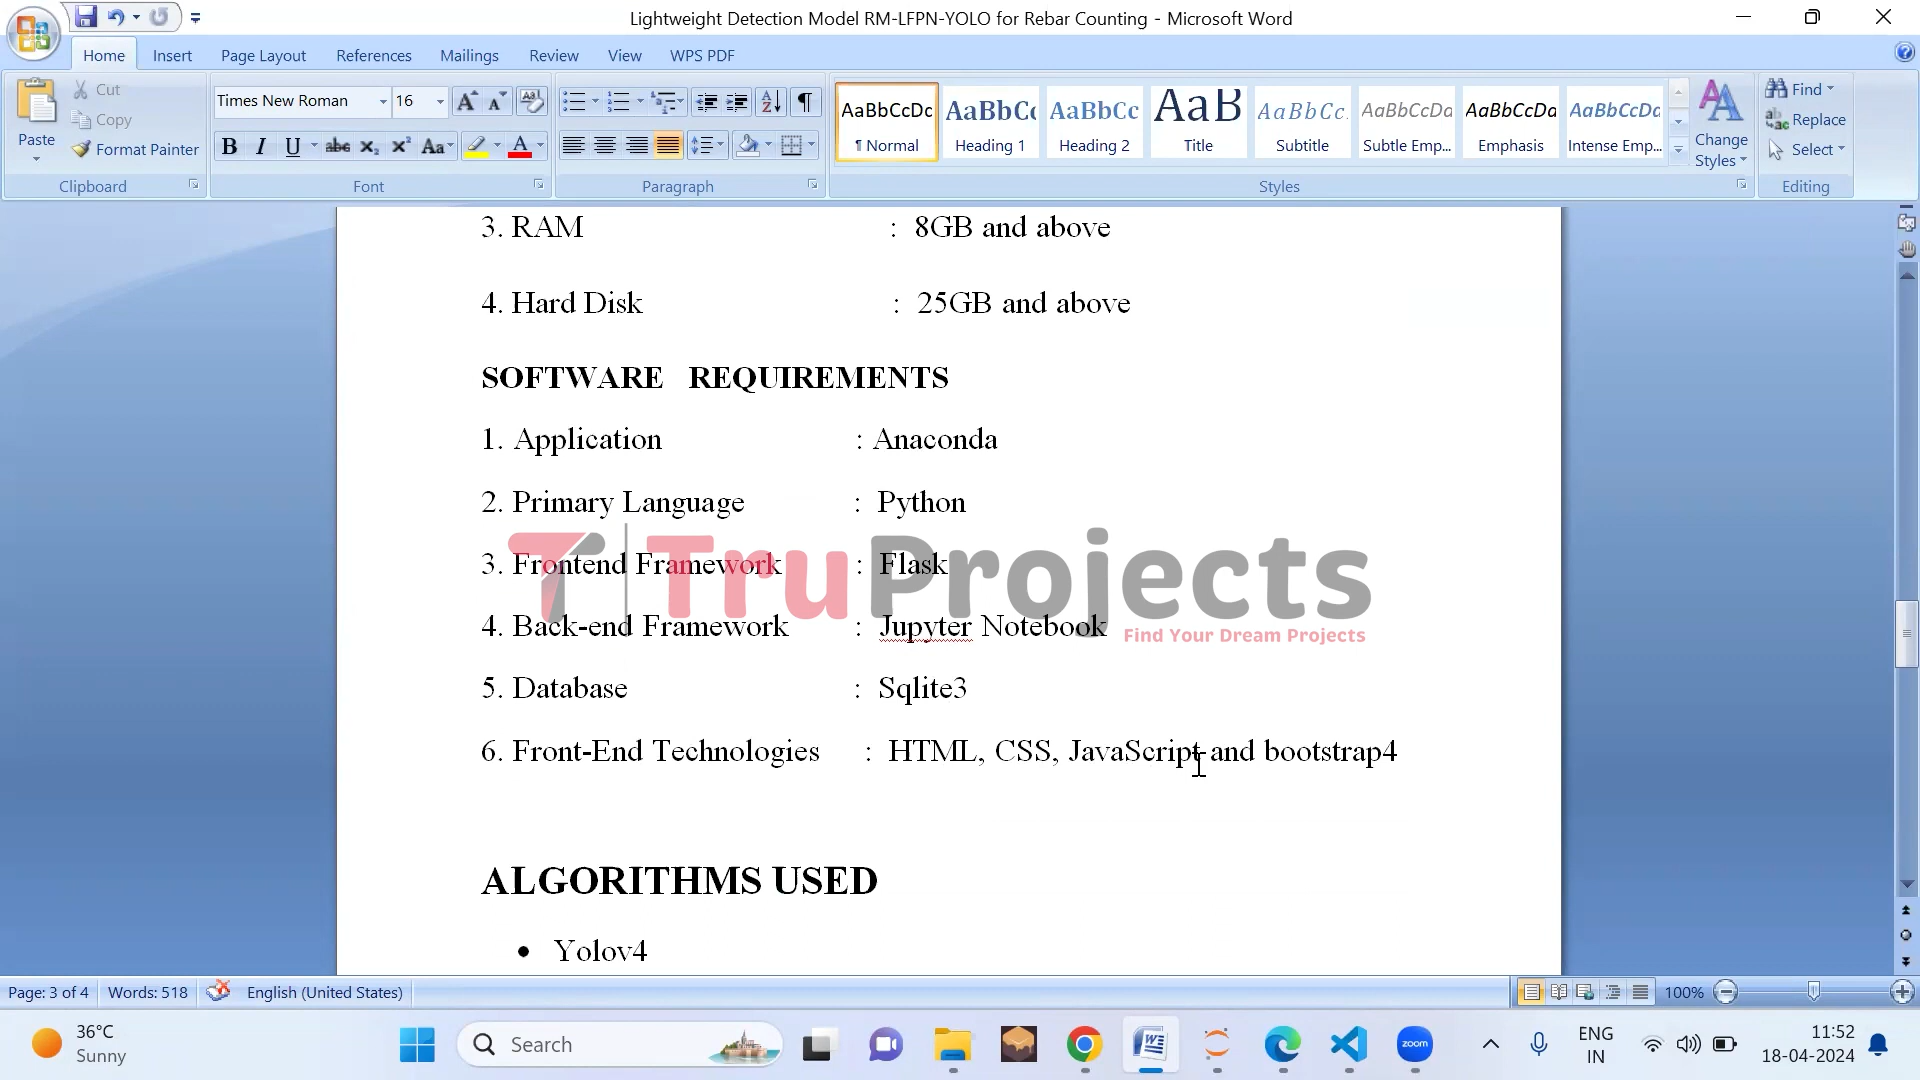 Lightweight Detection Model RM-LFPN-YOLO for Rebar Counting - Microsoft Word
Home Insert Page Layout References Mailings Review View WPS PDF
Paste
Cut
Copy
Format Painter
Clipboard
Times New Roman 16
Font
Paragraph
AaBbCcDc
¶ Normal
AaBbCc
Heading 1
AaBbCc
Heading 2
AaB
Title
AaBbCc.
Subtitle
AaBbCcDc
Subtle Emp...
AaBbCcDc
Emphasis
AaBbCcDc
Intense Emp...
Change
Styles
Styles
Find
Replace
Select
Editing
3. RAM : 8GB and above
4. Hard Disk : 25GB and above
SOFTWARE REQUIREMENTS
1. Application : Anaconda
2. Primary Language : Python
3. Frontend Framework : Flask
4. Back-end Framework : Jupyter Notebook
5. Database : Sqlite3
6. Front-End Technologies : HTML, CSS, JavaScript and bootstrap4
TruProjects
Find Your Dream Projects
ALGORITHMS USED
• Yolov4
Page: 3 of 4 Words: 518 English (United States) 100%
36°C
Sunny
Search
zoom
ENG
IN
11:52
18-04-2024